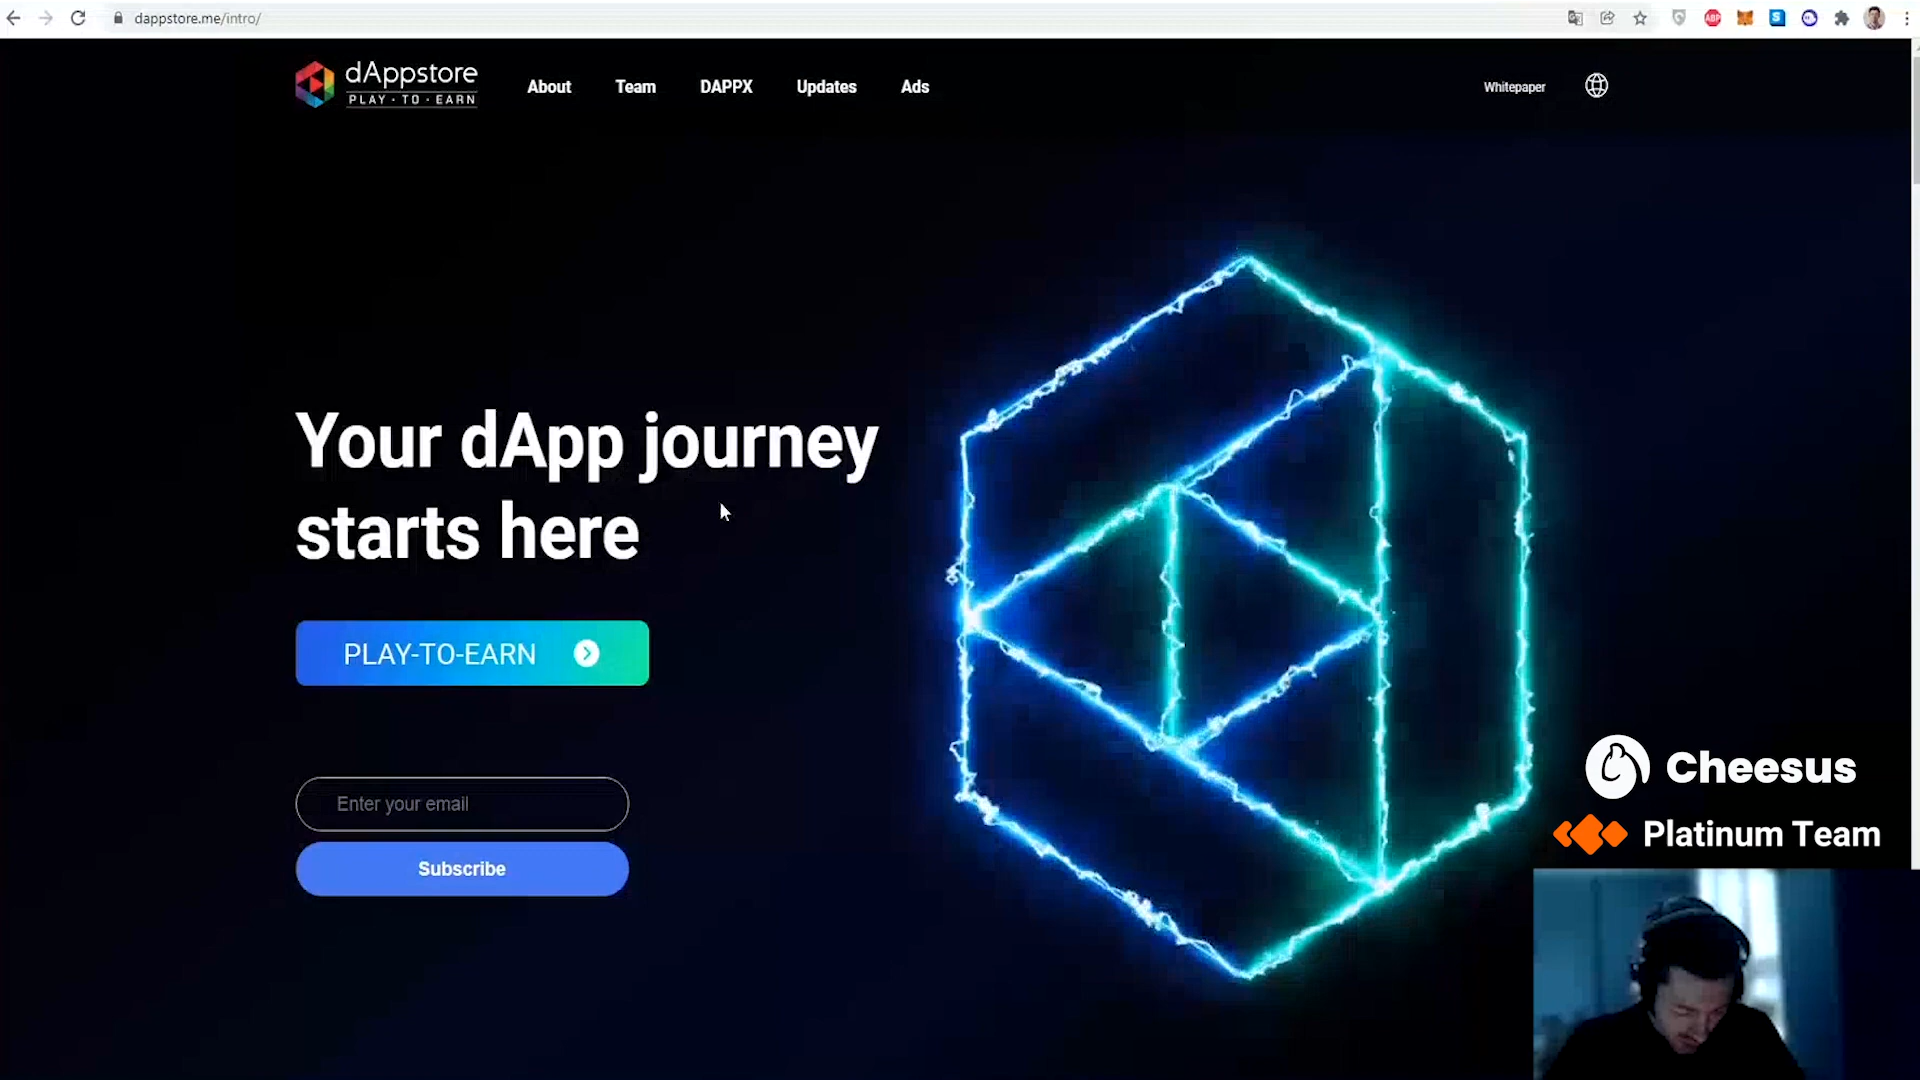 dappstore.me/intro/
ABP
S
dAppstore
PLAY·TO·EARN
About
Team
DAPPX
Updates
Ads
Whitepaper
Your dApp journey
starts here
PLAY-TO-EARN
Enter your email
Subscribe
Cheesus
Platinum Team